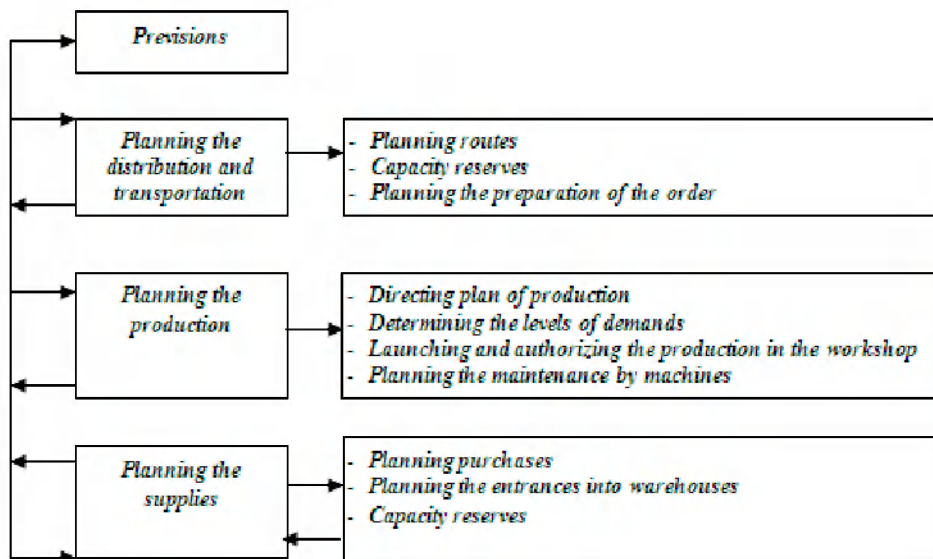 Previsions
Planning the
distribution and
transportation
- Planning routes
- Capacity reserves
- Planning the preparation of the order
Planning the
production
- Directing plan of production
- Determining the levels of demands
- Launching and authorizing the production in the workshop
- Planning the maintenance by machines
Planning the
supplies
- Planning purchases
- Planning the entrances into warehouses
- Capacity reserves